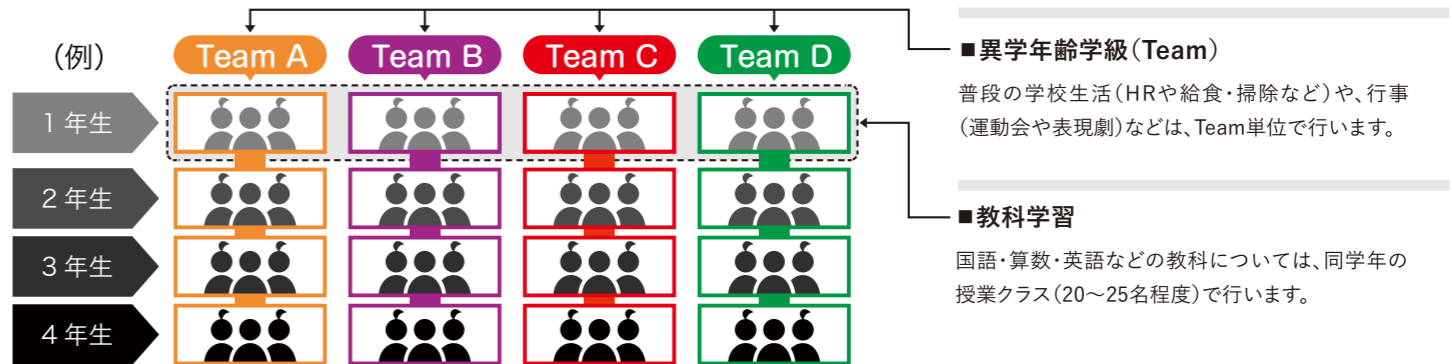 (例)
Team A
Team B
Team C
Team D
1年生
2年生
3年生
4年生
■異学年齢学級(Team)
普段の学校生活(HRや給食・掃除など)や、行事
(運動会や表現劇)などは、Team単位で行います。
■教科学習
国語・算数・英語などの教科については、同学年の
授業クラス(20〜25名程度)で行います。